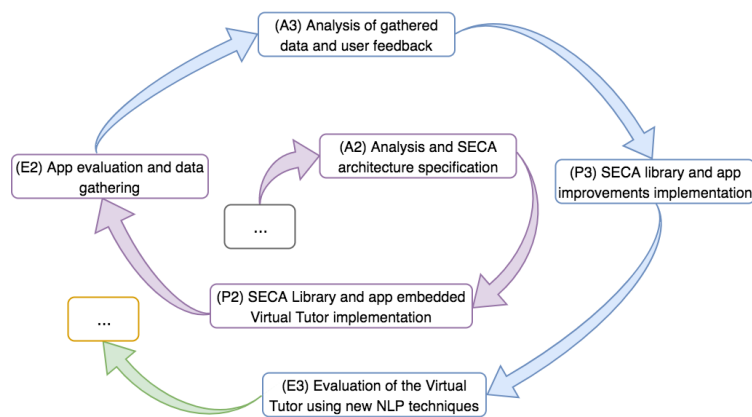 (A3) Analysis of gathered
data and user feedback
(A2) Analysis and SECA
architecture specification
(E2) App evaluation and data
gathering
(P3) SECA library and app
improvements implementation
...
(P2) SECA Library and app embedded
Virtual Tutor implementation
...
(E3) Evaluation of the Virtual
Tutor using new NLP techniques